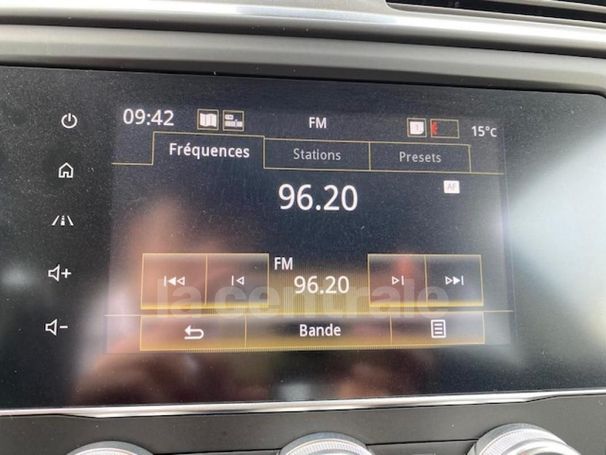 09:42
FM
15°C
Fréquences
Stations
Presets
96.20
AF
FM
96.20
la centrale
Bande